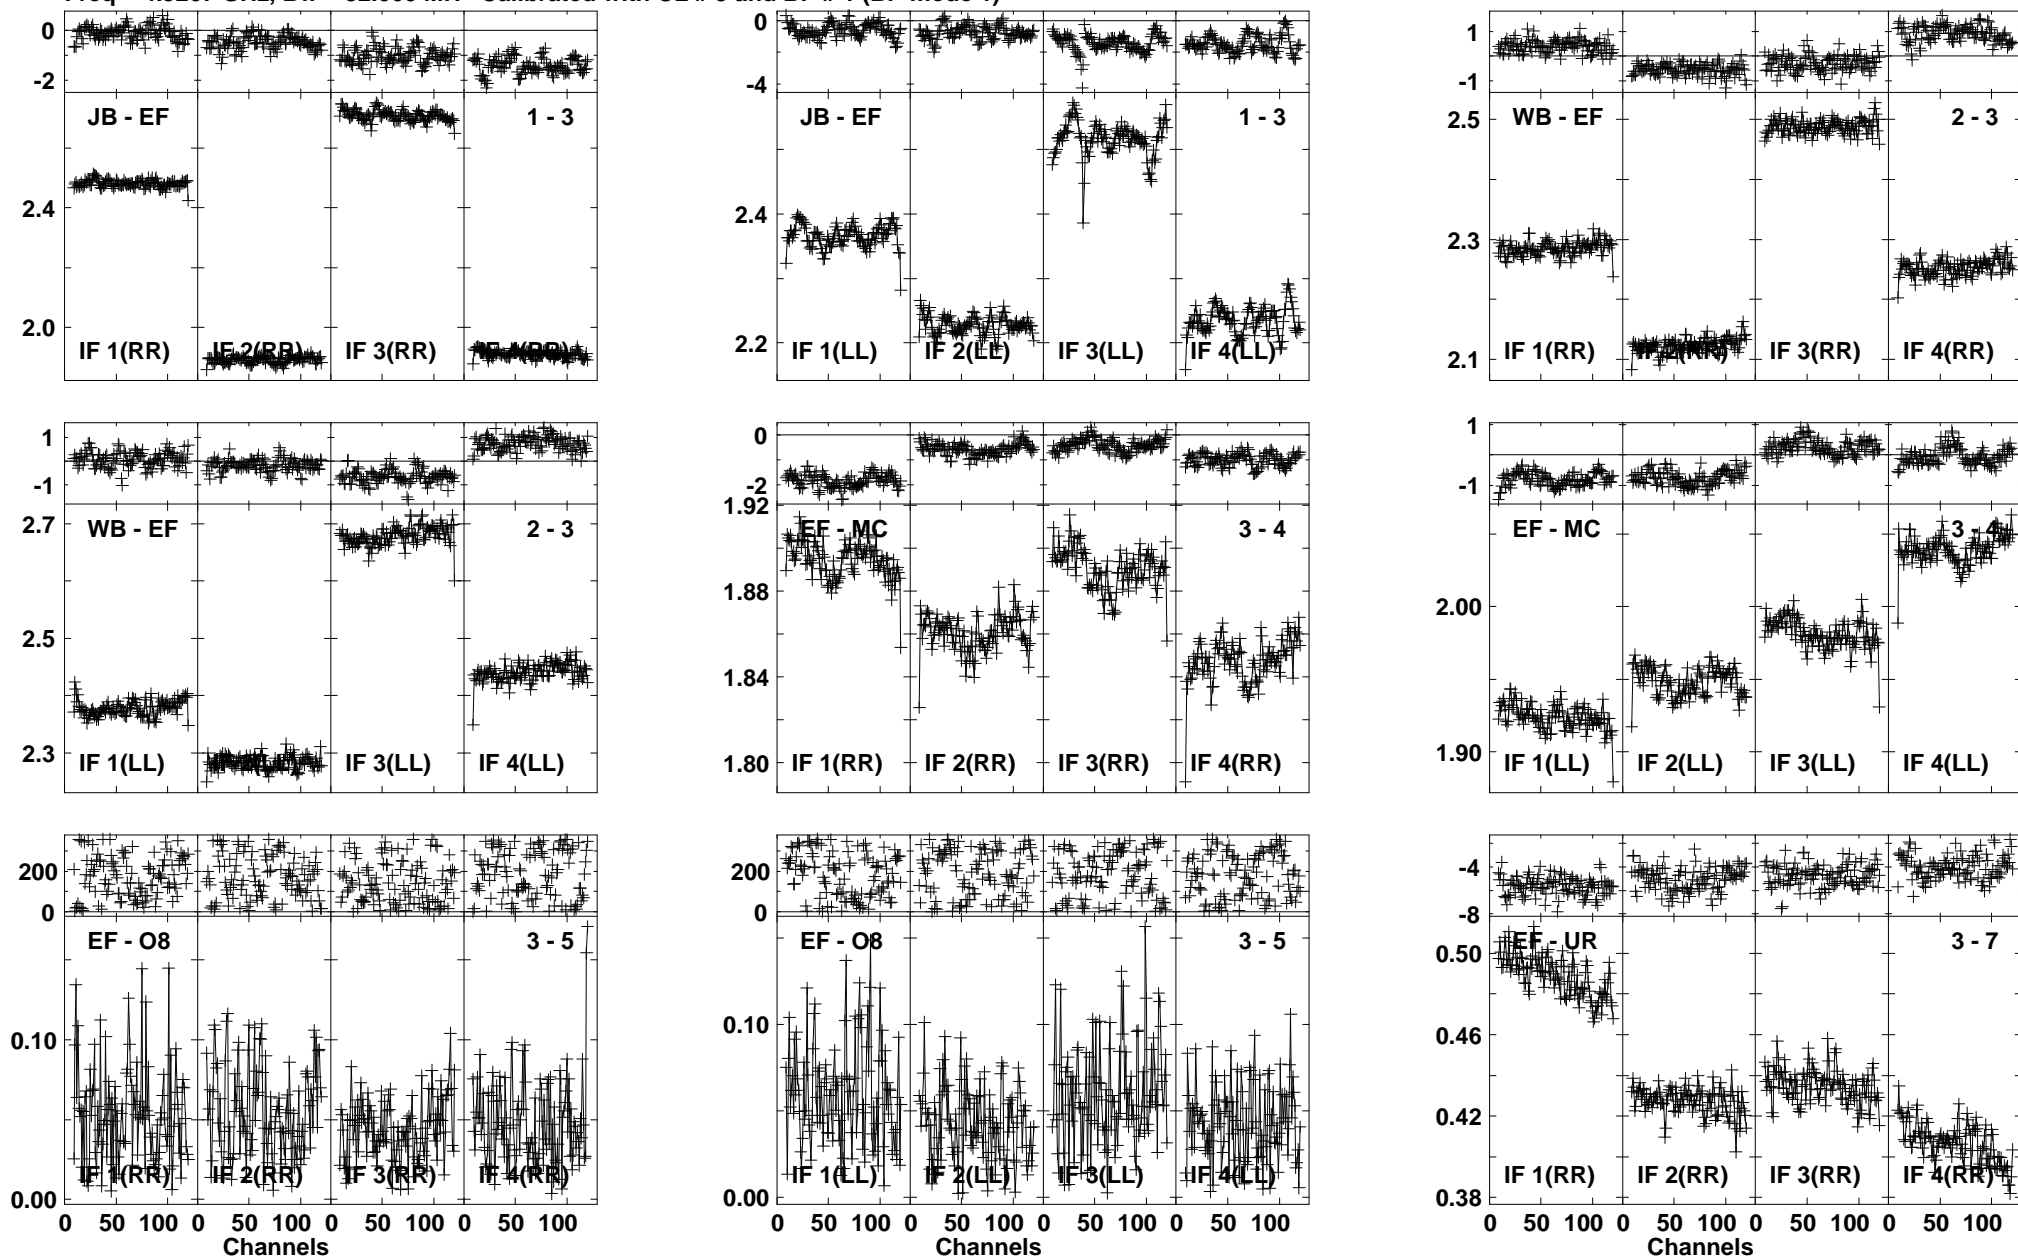 0
-2
JB - EF
1 - 3
2.4
2.0
IF 1(RR)
IF 2(RR)
IF 3(RR)
IF 4(RR)
0
-4
JB - EF
1 - 3
2.4
2.2
IF 1(LL)
IF 2(LL)
IF 3(LL)
IF 4(LL)
1
-1
WB - EF
2 - 3
2.5
2.3
2.1
IF 1(RR)
IF 2(RR)
IF 3(RR)
IF 4(RR)
1
-1
WB - EF
2 - 3
2.7
2.5
2.3
IF 1(LL)
IF 3(LL)
IF 4(LL)
0
-2
EF - MC
3 - 4
1.92
1.88
1.84
1.80
IF 1(RR)
IF 2(RR)
IF 3(RR)
IF 4(RR)
1
-1
EF - MC
3 - 4
2.00
1.90
IF 1(LL)
IF 2(LL)
IF 3(LL)
IF 4(LL)
200
0
EF - O8
3 - 5
0.10
0.00
IF 1(RR)
IF 2(RR)
IF 3(RR)
IF 4(RR)
0 50 100 0 50 100 0 50 100 0 50 100
Channels
200
0
EF - O8
3 - 5
0.10
0.00
IF 1(LL)
IF 2(LL)
IF 3(LL)
IF 4(LL)
0 50 100 0 50 100 0 50 100 0 50 100
Channels
-4
-8
EF - UR
3 - 7
0.50
0.46
0.42
0.38
IF 1(RR)
IF 2(RR)
IF 3(RR)
IF 4(RR)
0 50 100 0 50 100 0 50 100 0 50 100
Channels